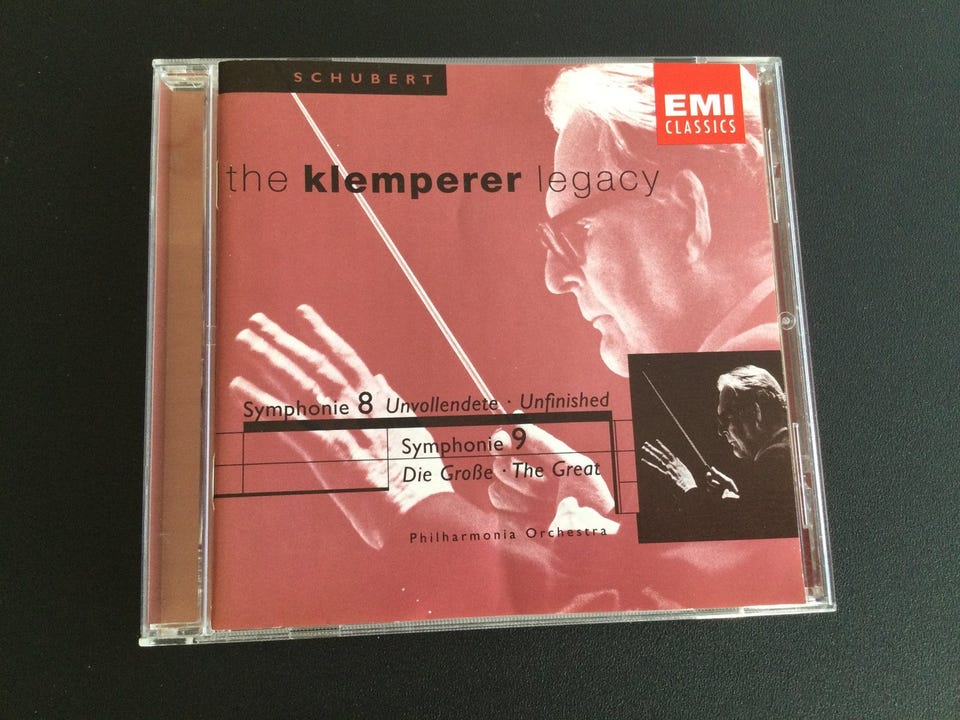 SCHUBERT
EMI
CLASSICS
the klemperer legacy
Symphonie 8 Unvollendete · Unfinished
Symphonie 9
Die Große · The Great
Philharmonia Orchestra